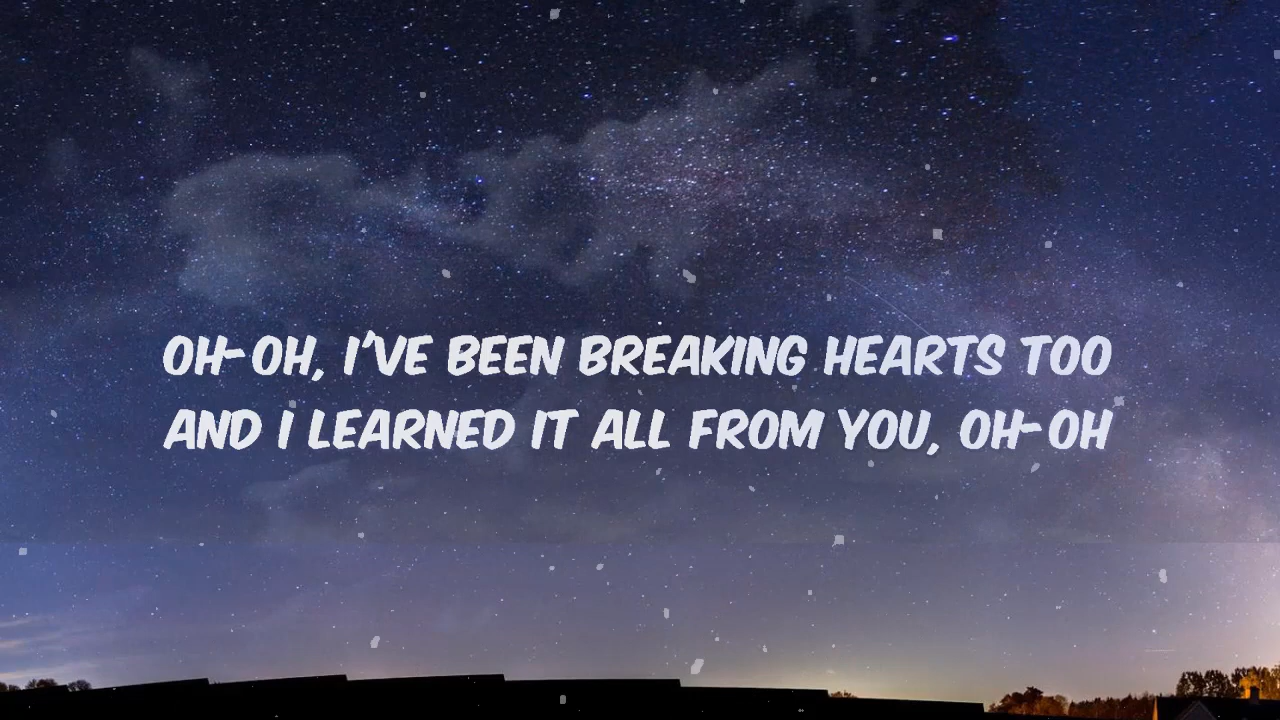 OH-OH, I'VE BEEN BREAKING HEARTS TOO
AND I LEARNED IT ALL FROM YOU, OH-OH